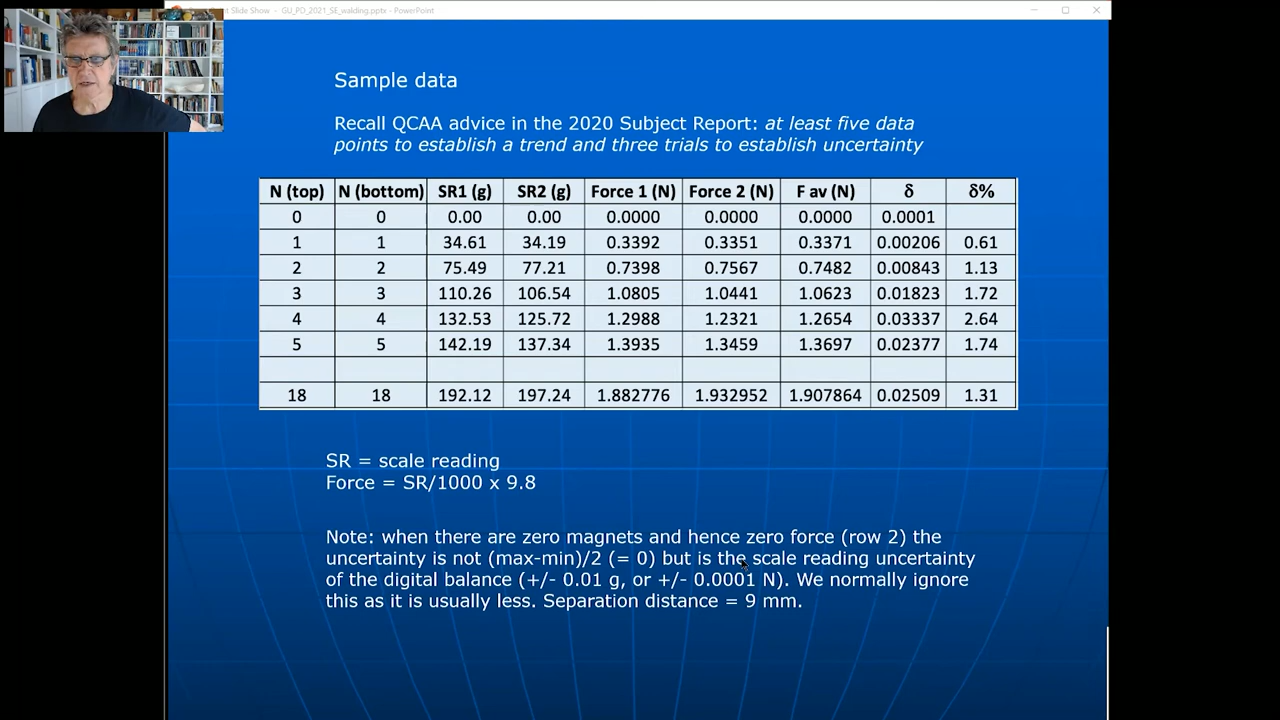 Slide Show - GU_PD_2021_SE_walding.pptx - PowerPoint
Sample data
Recall QCAA advice in the 2020 Subject Report: at least five data
points to establish a trend and three trials to establish uncertainty
N (top) N (bottom) SR1 (g) SR2 (g) Force 1 (N) Force 2 (N) F av (N) δ δ%
0 0 0.00 0.00 0.0000 0.0000 0.0000 0.0001
1 1 34.61 34.19 0.3392 0.3351 0.3371 0.00206 0.61
2 2 75.49 77.21 0.7398 0.7567 0.7482 0.00843 1.13
3 3 110.26 106.54 1.0805 1.0441 1.0623 0.01823 1.72
4 4 132.53 125.72 1.2988 1.2321 1.2654 0.03337 2.64
5 5 142.19 137.34 1.3935 1.3459 1.3697 0.02377 1.74
18 18 192.12 197.24 1.882776 1.932952 1.907864 0.02509 1.31
SR = scale reading
Force = SR/1000 x 9.8
Note: when there are zero magnets and hence zero force (row 2) the
uncertainty is not (max-min)/2 (= 0) but is the scale reading uncertainty
of the digital balance (+/- 0.01 g, or +/- 0.0001 N). We normally ignore
this as it is usually less. Separation distance = 9 mm.